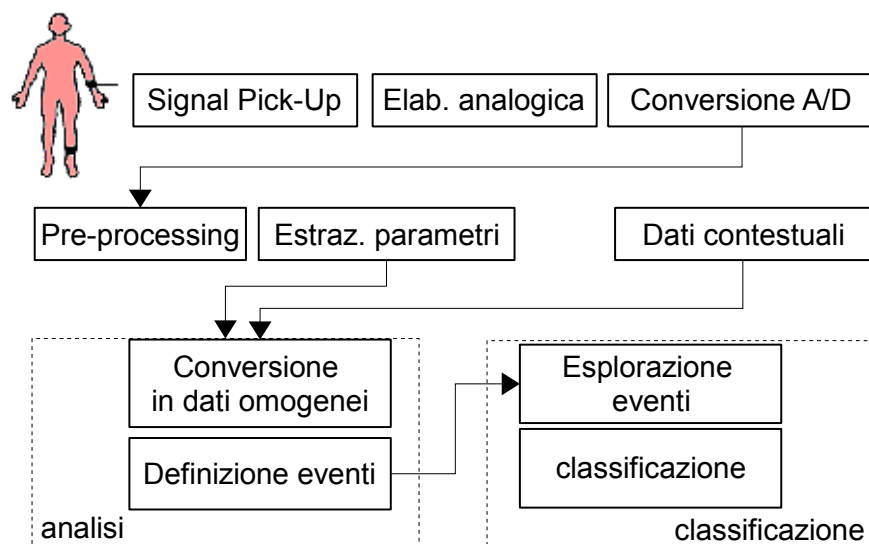 Signal Pick-Up
Elab. analogica
Conversione A/D
Pre-processing
Estraz. parametri
Dati contestuali
Conversione
in dati omogenei
Definizione eventi
analisi
Esplorazione
eventi
classificazione
classificazione